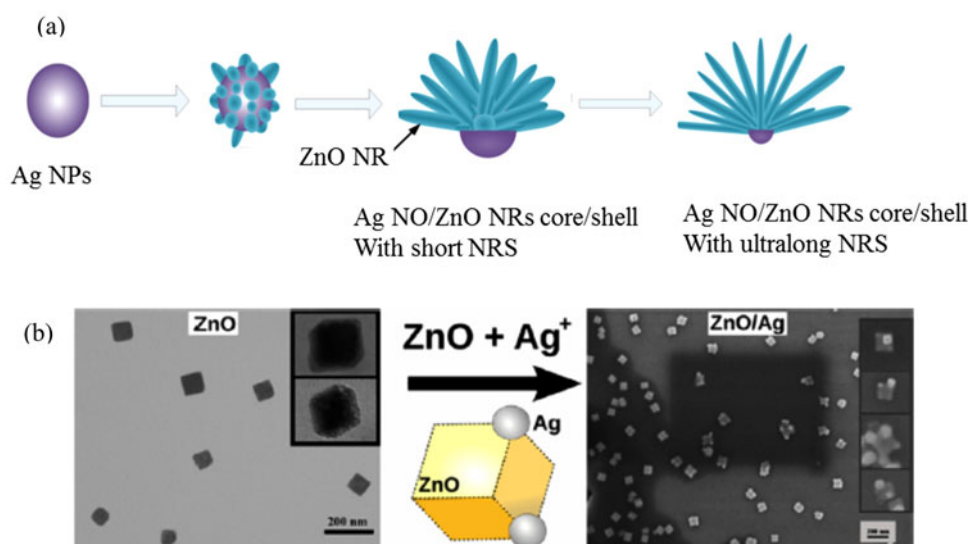 (a)
Ag NPs
ZnO NR
Ag NO/ZnO NRs core/shell
With short NRS
Ag NO/ZnO NRs core/shell
With ultralong NRS
(b)
ZnO
200 nm
ZnO + Ag⁺
Ag
ZnO
ZnO/Ag